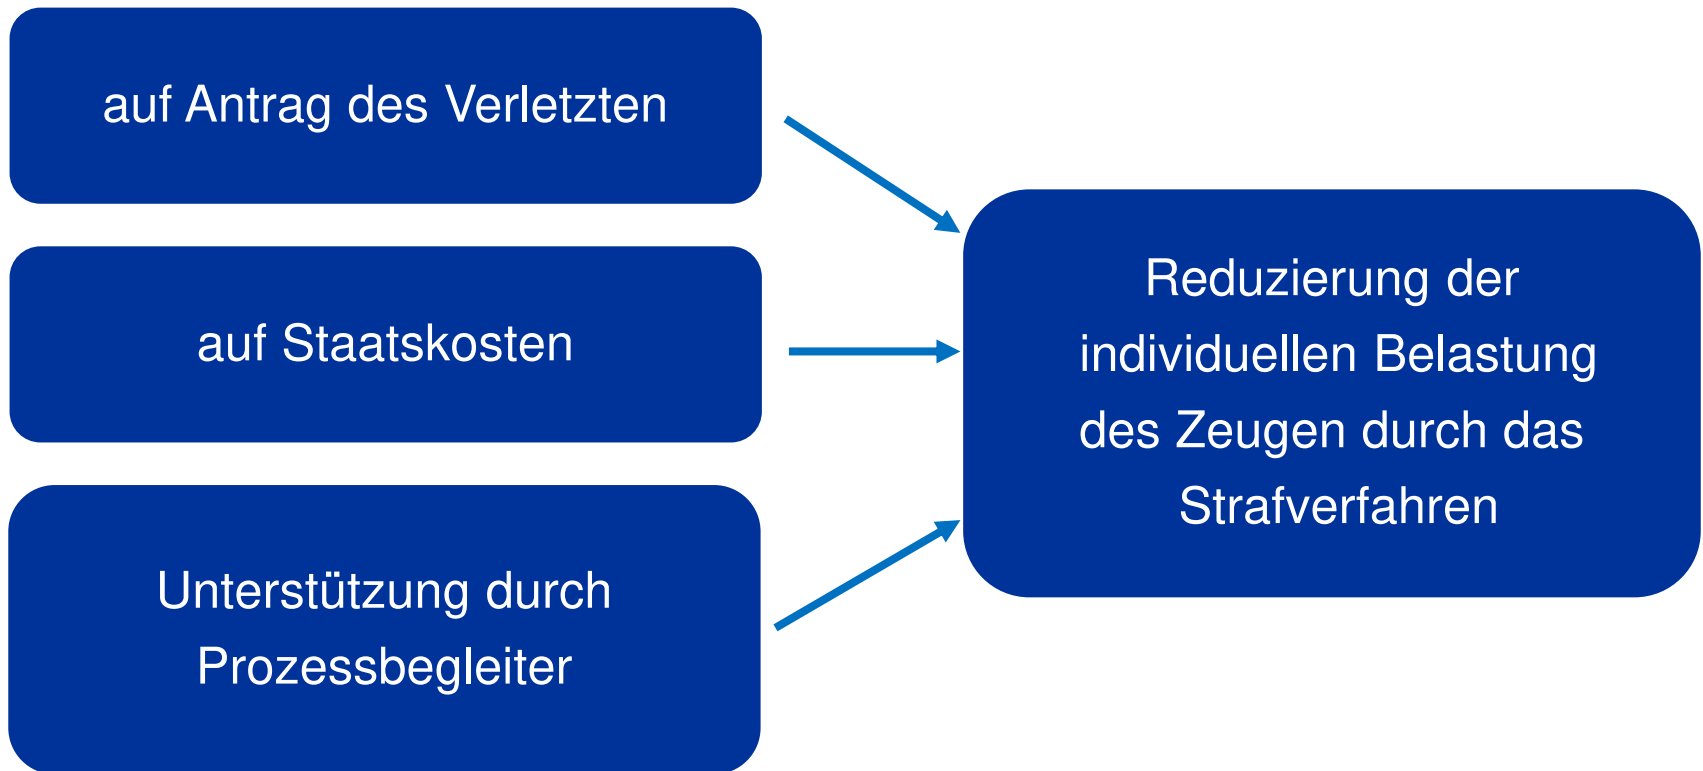 auf Antrag des Verletzten
auf Staatskosten
Unterstützung durch
Prozessbegleiter
Reduzierung der
individuellen Belastung
des Zeugen durch das
Strafverfahren